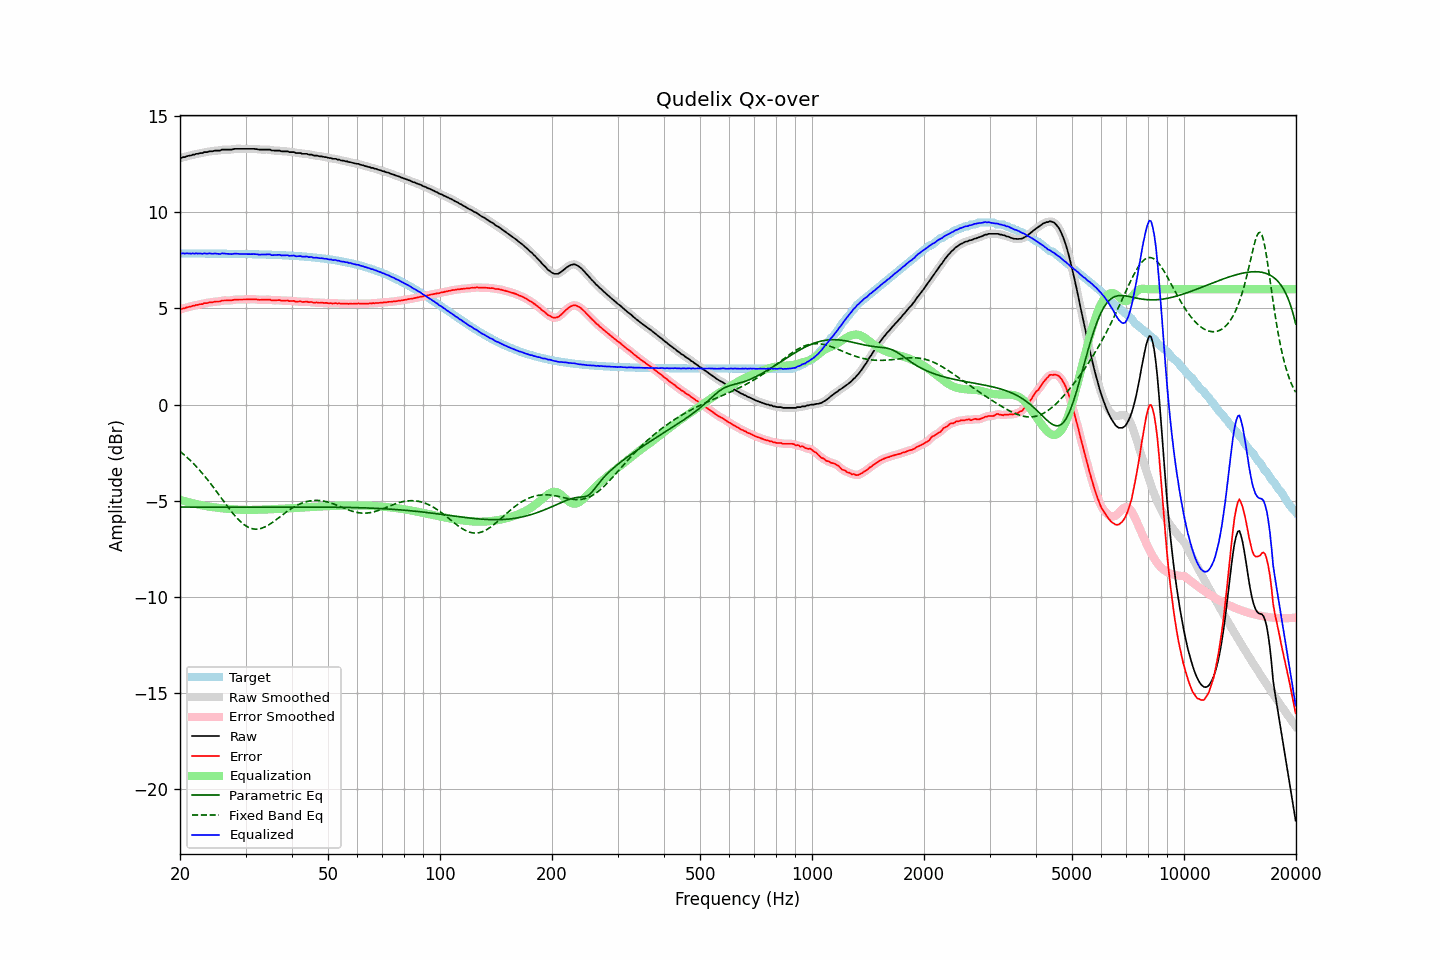 Qudelix Qx-over
15
10
5
0
−5
−10
−15
−20
Amplitude (dBr)
Target
Raw Smoothed
Error Smoothed
Raw
Error
Equalization
Parametric Eq
Fixed Band Eq
Equalized
20 50 100 200 500 1000 2000 5000 10000 20000
Frequency (Hz)